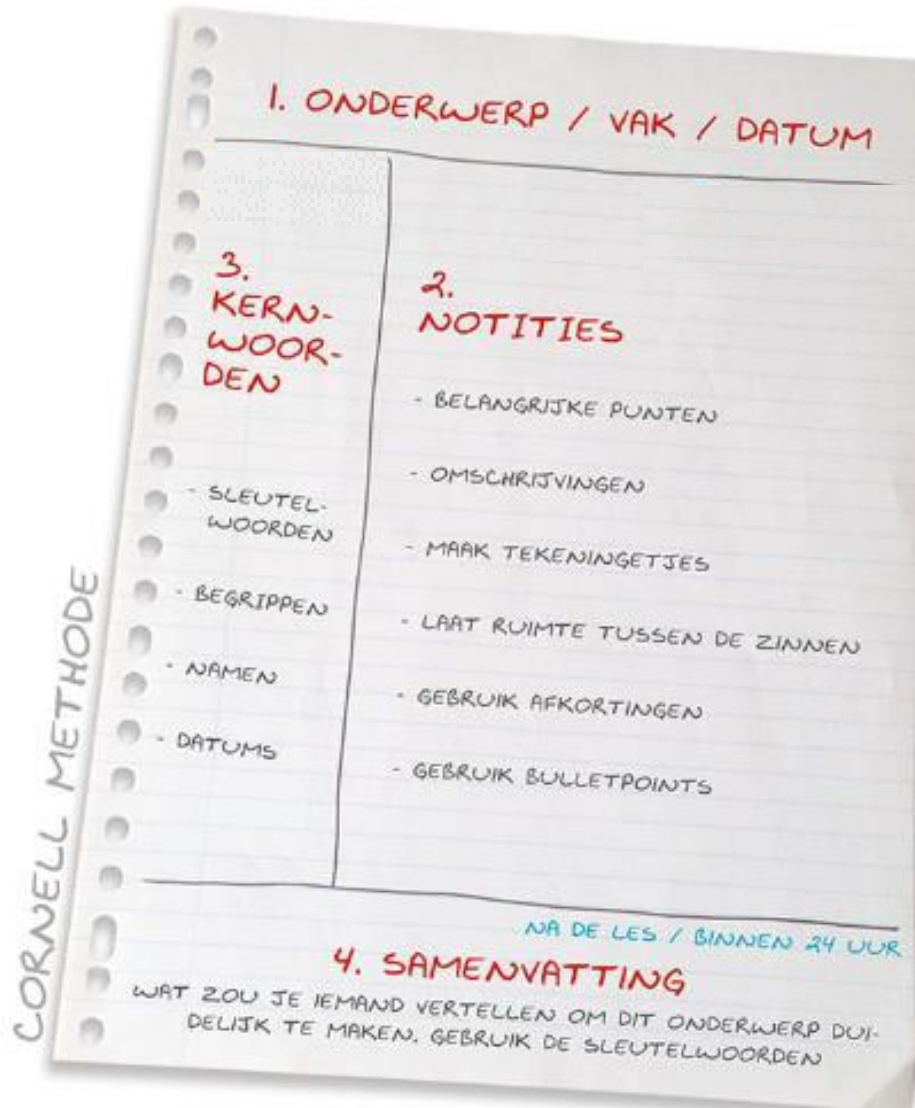 1. ONDERWERP / VAK / DATUM
3.
KERN-
WOOR-
DEN
- SLEUTEL-
WOORDEN
- BEGRIPPEN
- NAMEN
- DATUMS
2.
NOTITIES
- BELANGRIJKE PUNTEN
- OMSCHRIJVINGEN
- MAAK TEKENINGETJES
- LAAT RUIMTE TUSSEN DE ZINNEN
- GEBRUIK AFKORTINGEN
- GEBRUIK BULLETPOINTS
NA DE LES / BINNEN 24 UUR
4. SAMENVATTING
WAT ZOU JE IEMAND VERTELLEN OM DIT ONDERWERP DUI-
DELIJK TE MAKEN. GEBRUIK DE SLEUTELWOORDEN
CORNELL METHODE